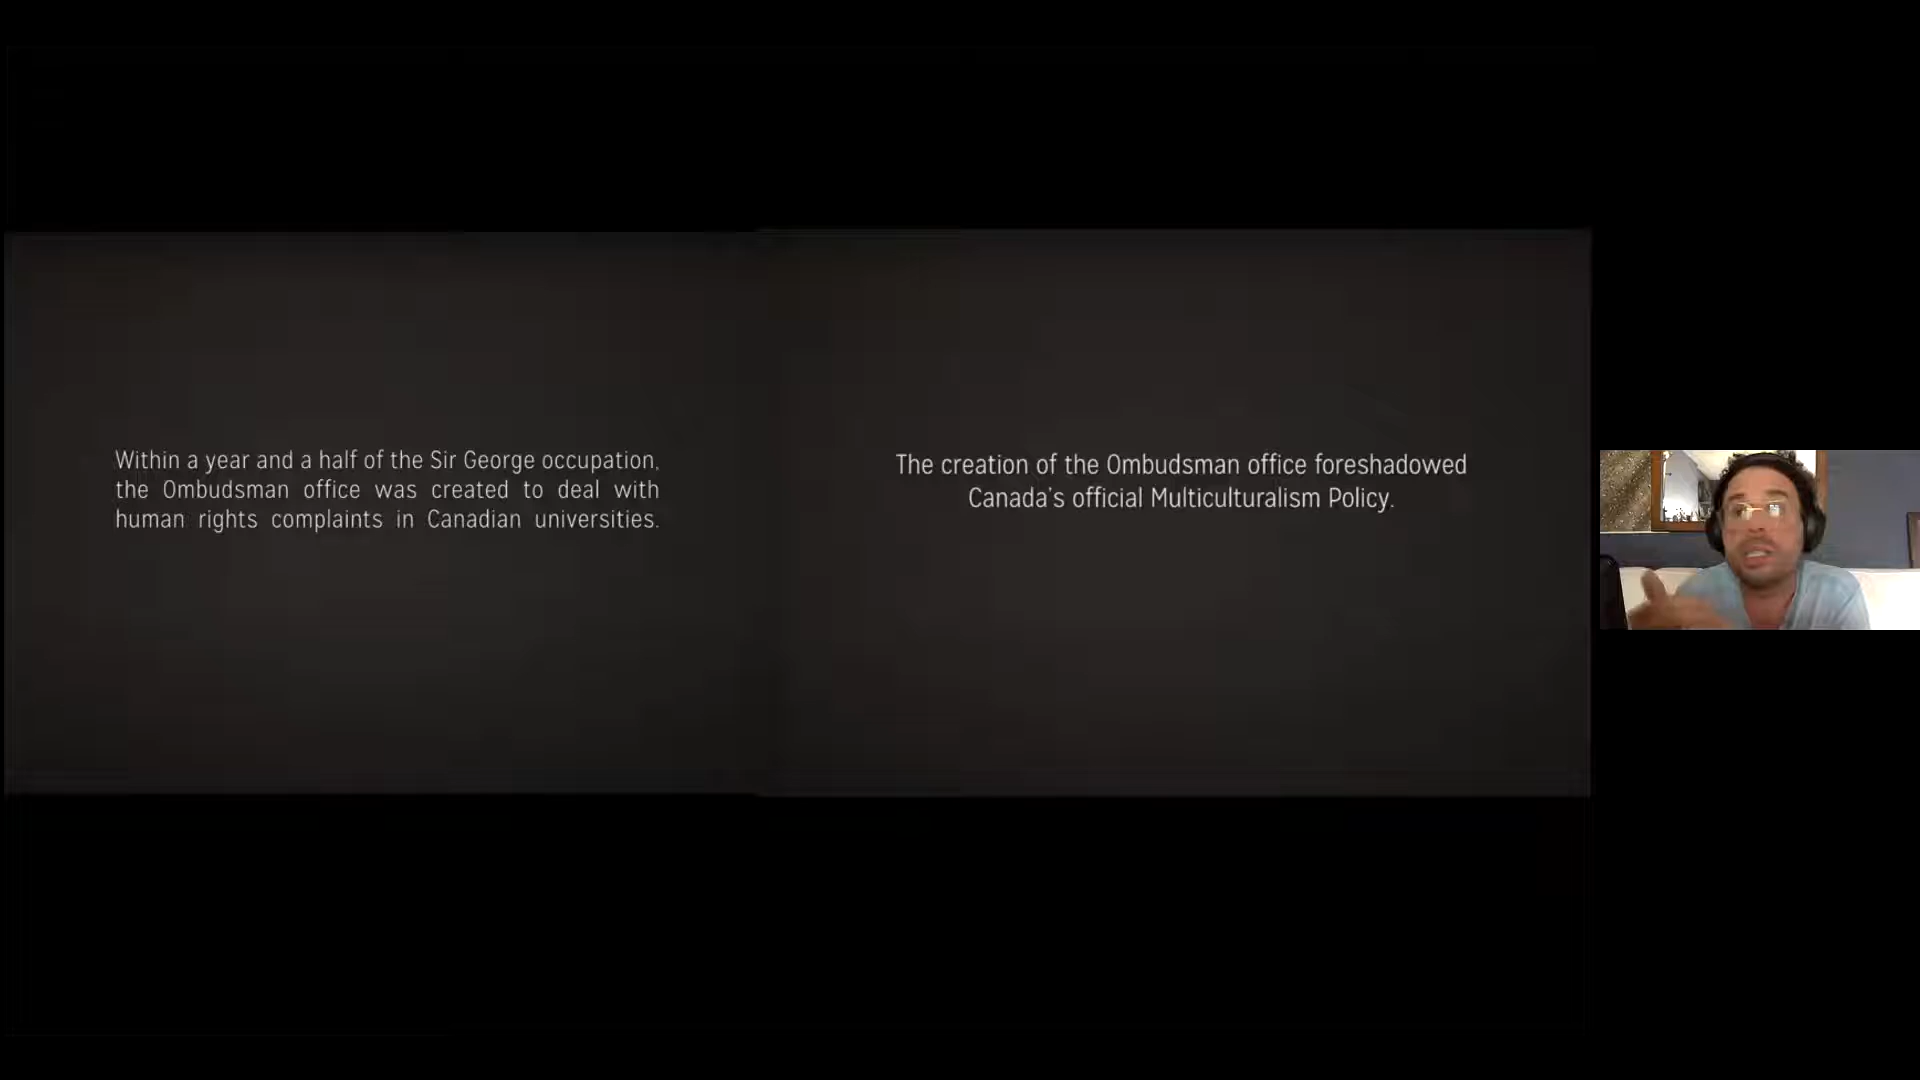 Within a year and a half of the Sir George occupation,
the Ombudsman office was created to deal with
human rights complaints in Canadian universities.
The creation of the Ombudsman office foreshadowed
Canada's official Multiculturalism Policy.